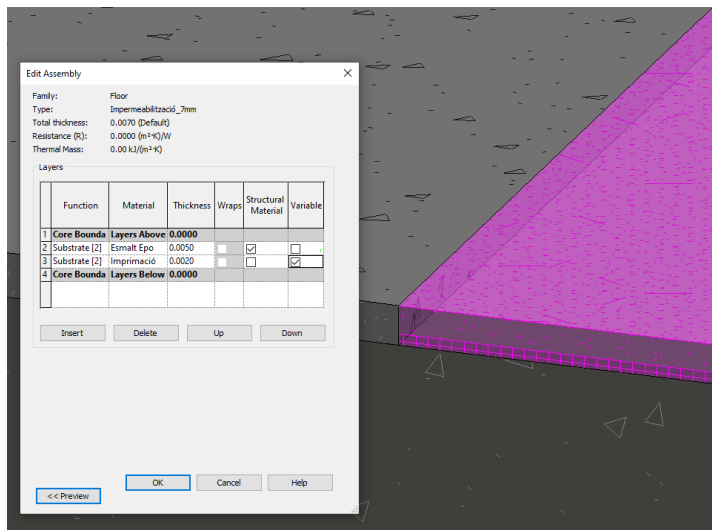 Edit Assembly
Family: Floor
Type: Impermeabilització_7mm
Total thickness: 0.0070 (Default)
Resistance (R): 0.0000 (m²·K)/W
Thermal Mass: 0.00 kJ/(m²·K)
Layers
Function Material Thickness Wraps Structural Material Variable
1 Core Bounda Layers Above 0.0000
2 Substrate [2] Esmalt Epo 0.0050
3 Substrate [2] Imprimació 0.0020
4 Core Bounda Layers Below 0.0000
Insert Delete Up Down
OK Cancel Help
<< Preview